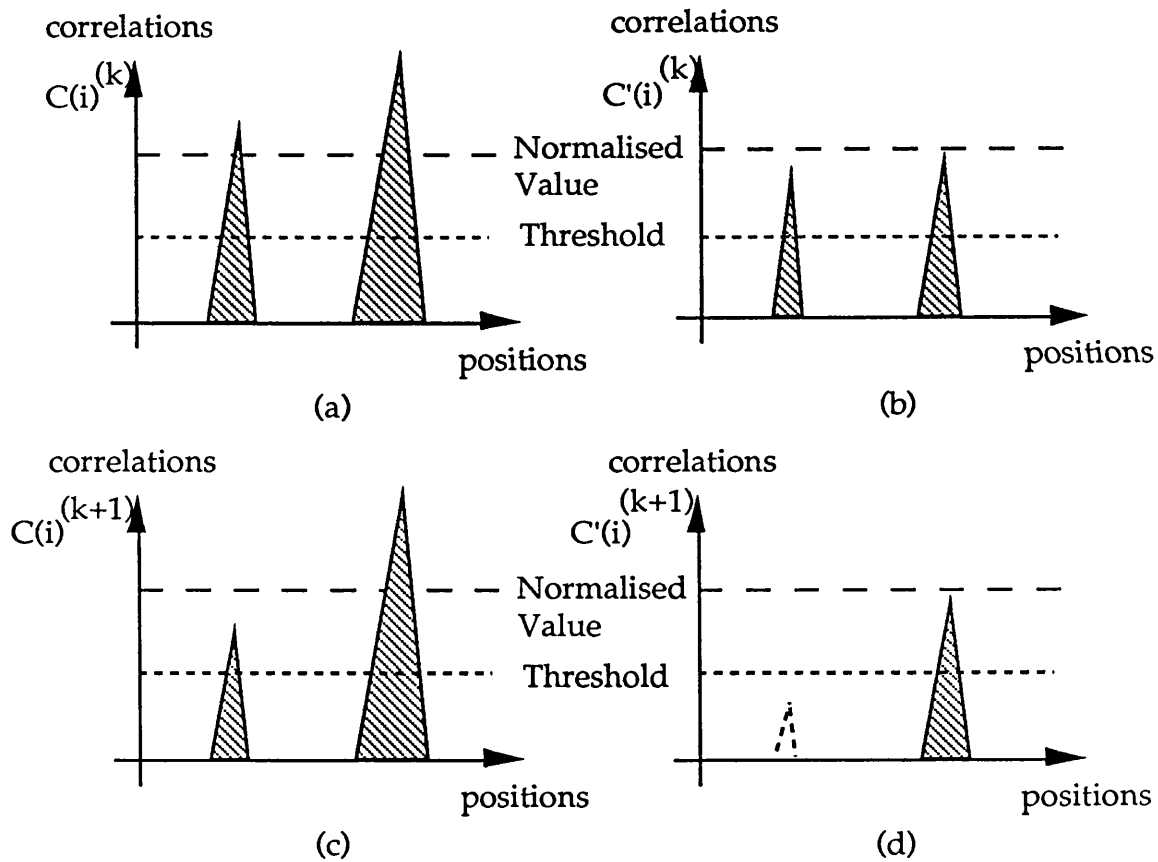 correlations
C(i)(k)
Normalised
Value
Threshold
positions
(a)
correlations
C'(i)(k)
positions
(b)
correlations
C(i)(k+1)
Normalised
Value
Threshold
positions
(c)
correlations
C'(i)(k+1)
positions
(d)